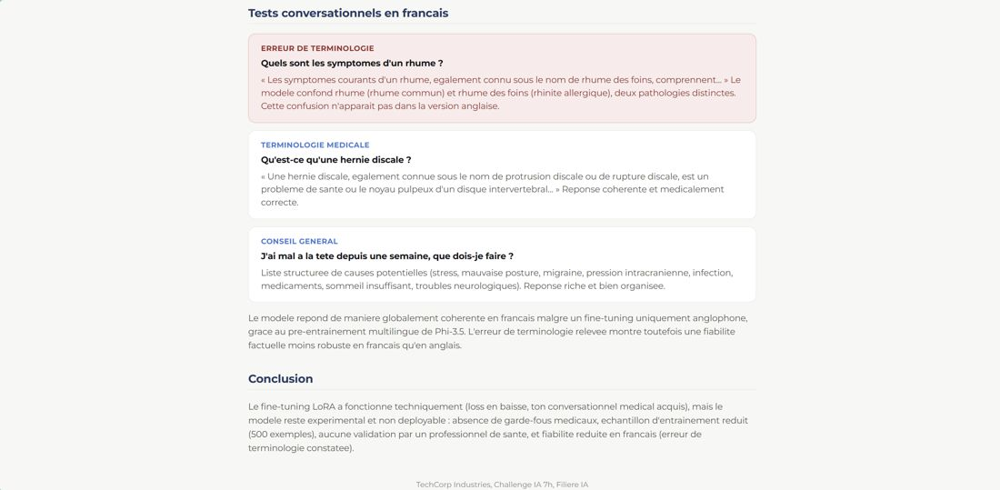 Tests conversationnels en francais
ERREUR DE TERMINOLOGIE
Quels sont les symptomes d'un rhume ?
« Les symptomes courants d'un rhume, egalement connu sous le nom de rhume des foins, comprennent... » Le
modele confond rhume (rhume commun) et rhume des foins (rhinite allergique), deux pathologies distinctes.
Cette confusion n'apparait pas dans la version anglaise.
TERMINOLOGIE MEDICALE
Qu'est-ce qu'une hernie discale ?
« Une hernie discale, egalement connue sous le nom de protrusion discale ou de rupture discale, est un
probleme de sante ou le noyau pulpeux d'un disque intervertebral... » Reponse coherente et medicalement
correcte.
CONSEIL GENERAL
J'ai mal a la tete depuis une semaine, que dois-je faire ?
Liste structuree de causes potentielles (stress, mauvaise posture, migraine, pression intracranienne, infection,
medicaments, sommeil insuffisant, troubles neurologiques). Reponse riche et bien organisee.
Le modele repond de maniere globalement coherente en francais malgre un fine-tuning uniquement anglophone,
grace au pre-entrainement multilingue de Phi-3.5. L'erreur de terminologie relevee montre toutefois une fiabilite
factuelle moins robuste en francais qu'en anglais.
Conclusion
Le fine-tuning LoRA a fonctionne techniquement (loss en baisse, ton conversationnel medical acquis), mais le
modele reste experimental et non deployable : absence de garde-fous medicaux, echantillon d'entrainement reduit
(500 exemples), aucune validation par un professionnel de sante, et fiabilite reduite en francais (erreur de
terminologie constatee).
TechCorp Industries, Challenge IA 7h, Filiere IA